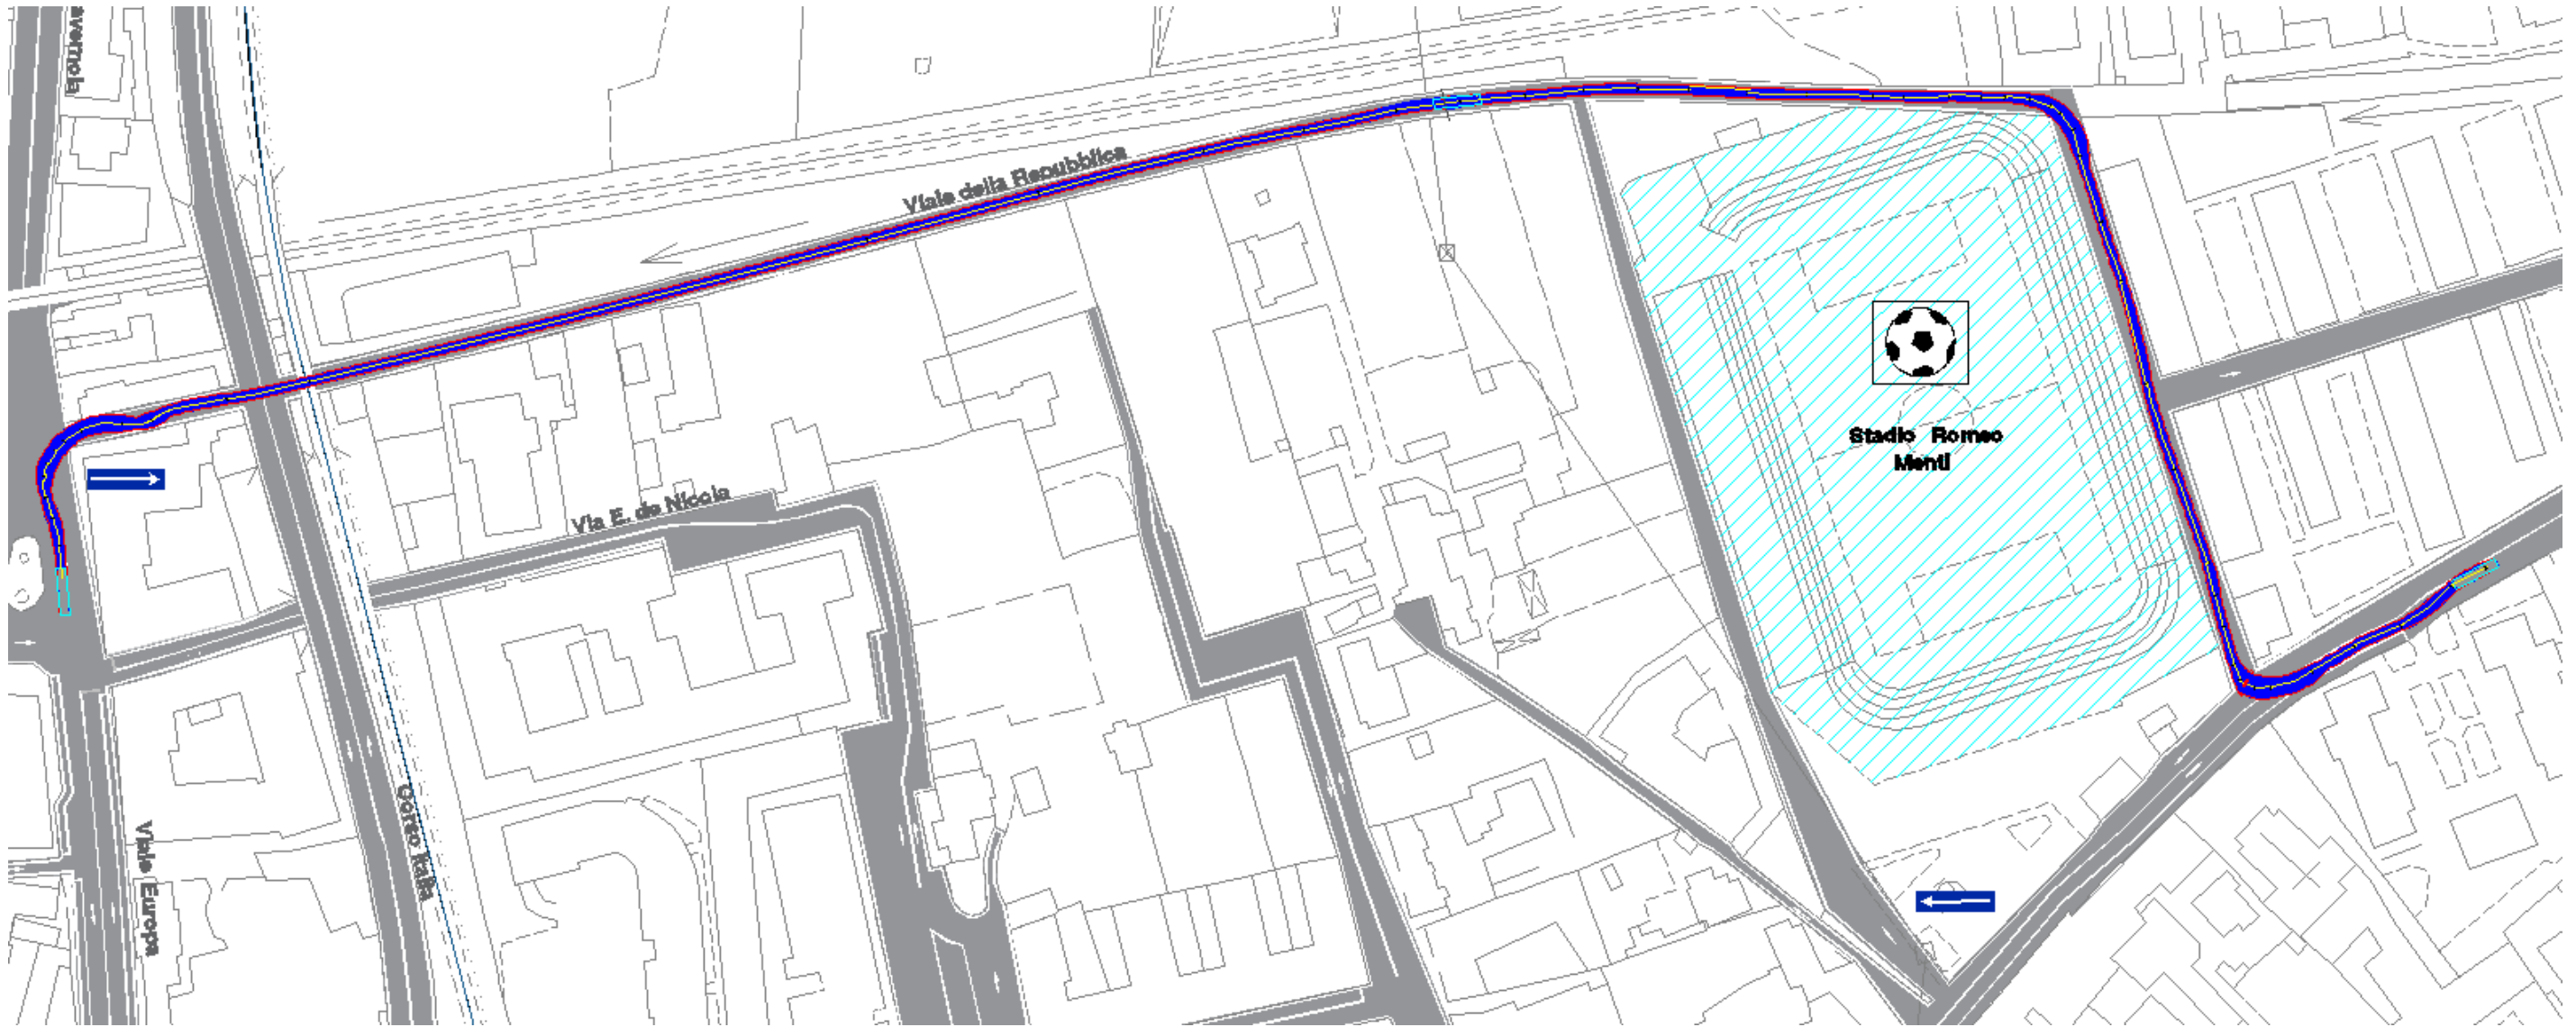 Viale della Repubblica
Stadio Romeo
Menti
Via E. de Nicola
Corso Italia
Viale Europa